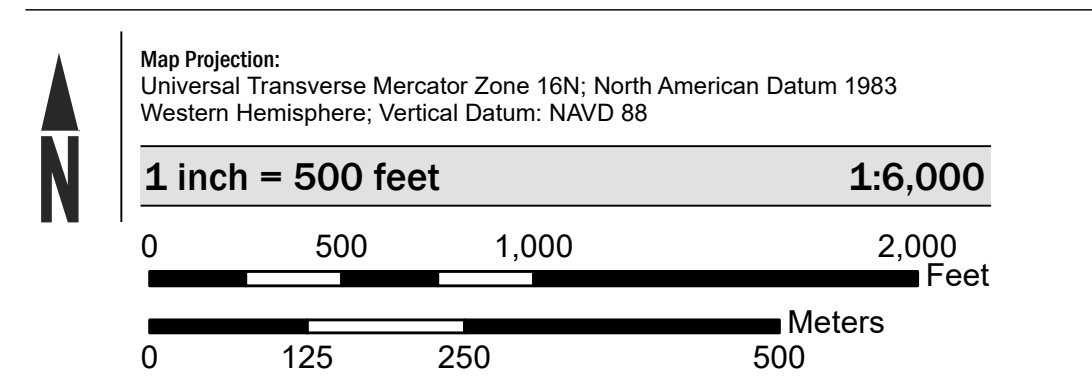 Map Projection:
Universal Transverse Mercator Zone 16N; North American Datum 1983
Western Hemisphere; Vertical Datum: NAVD 88
N
1 inch = 500 feet 1:6,000
0 500 1,000 2,000
Feet
Meters
0 125 250 500